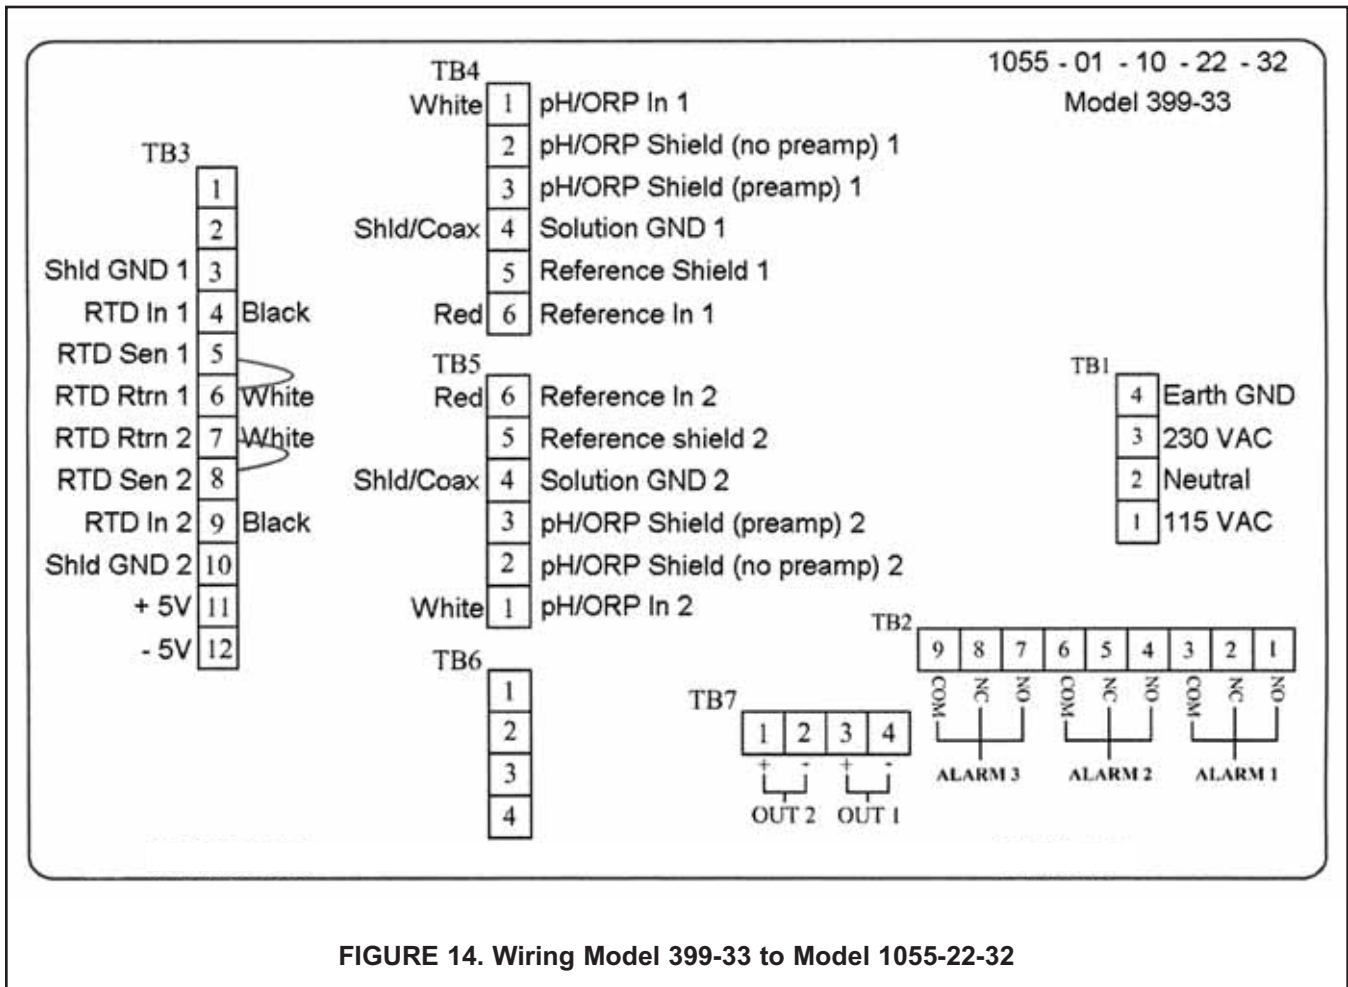 1055 - 01 - 10 - 22 - 32
Model 399-33
TB4
White 1 pH/ORP In 1
2 pH/ORP Shield (no preamp) 1
3 pH/ORP Shield (preamp) 1
Shld/Coax 4 Solution GND 1
5 Reference Shield 1
Red 6 Reference In 1
TB3
1
2
Shld GND 1 3
RTD In 1 4 Black
RTD Sen 1 5
RTD Rtrn 1 6 White
RTD Rtrn 2 7 White
RTD Sen 2 8
RTD In 2 9 Black
Shld GND 2 10
+ 5V 11
- 5V 12
TB5
Red 6 Reference In 2
5 Reference shield 2
Shld/Coax 4 Solution GND 2
3 pH/ORP Shield (preamp) 2
2 pH/ORP Shield (no preamp) 2
White 1 pH/ORP In 2
TB1
4 Earth GND
3 230 VAC
2 Neutral
1 115 VAC
TB6
1
2
3
4
TB7
1 2 3 4
+ - + -
OUT 2 OUT 1
TB2
9 8 7 6 5 4 3 2 1
COM NC NO COM NC NO COM NC NO
ALARM 3 ALARM 2 ALARM 1
FIGURE 14. Wiring Model 399-33 to Model 1055-22-32